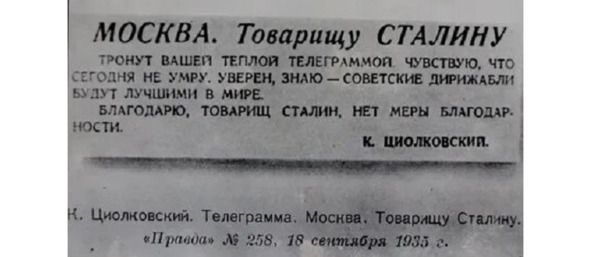 МОСКВА. Товарищу СТАЛИНУ
ТРОНУТ ВАШЕЙ ТЕПЛОЙ ТЕЛЕГРАММОЙ. ЧУВСТВУЮ, ЧТО
СЕГОДНЯ НЕ УМРУ. УВЕРЕН, ЗНАЮ — СОВЕТСКИЕ ДИРИЖАБЛИ
БУДУТ ЛУЧШИМИ В МИРЕ.
БЛАГОДАРЮ, ТОВАРИЩ СТАЛИН, НЕТ МЕРЫ БЛАГОДАР-
НОСТИ.
К. ЦИОЛКОВСКИЙ.
К. Циолковский. Телеграмма. Москва. Товарищу Сталину.
«Правда» № 258, 18 сентября 1935 г.